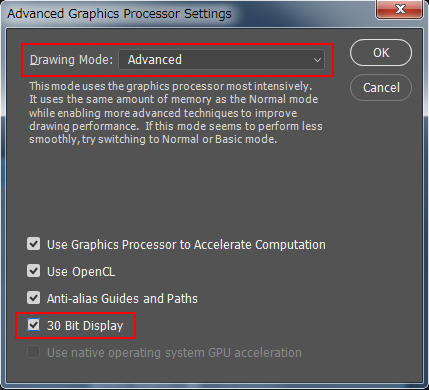 Advanced Graphics Processor Settings
Drawing Mode: Advanced
OK
Cancel
This mode uses the graphics processor most intensively.
It uses the same amount of memory as the Normal mode
while enabling more advanced techniques to improve
drawing performance. If this mode seems to perform less
smoothly, try switching to Normal or Basic mode.
Use Graphics Processor to Accelerate Computation
Use OpenCL
Anti-alias Guides and Paths
30 Bit Display
Use native operating system GPU acceleration